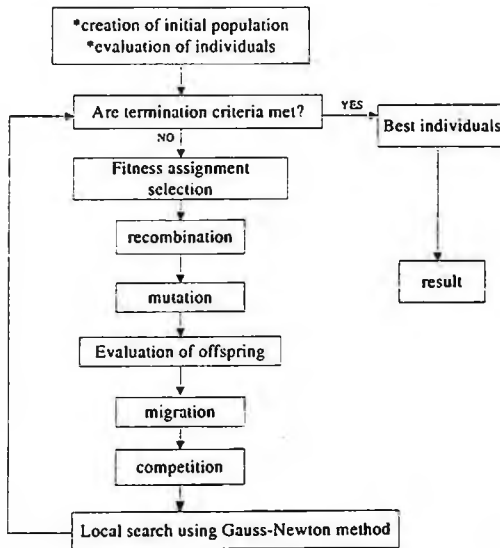 *creation of initial population
*evaluation of individuals
Are termination criteria met?
YES
NO
Best individuals
Fitness assignment
selection
recombination
result
mutation
Evaluation of offspring
migration
competition
Local search using Gauss-Newton method